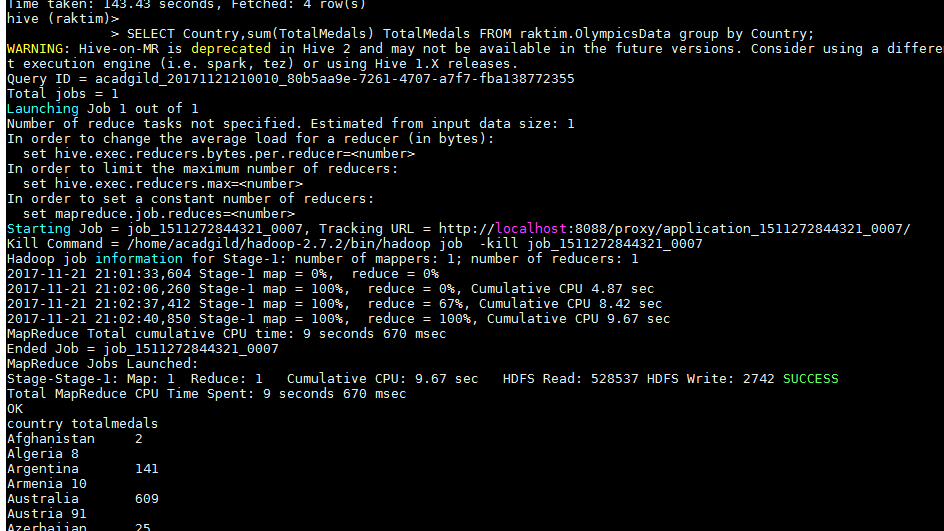 Time taken: 143.43 seconds, Fetched: 4 row(s)
hive (raktim)>
> SELECT Country,sum(TotalMedals) TotalMedals FROM raktim.OlympicsData group by Country;
WARNING: Hive-on-MR is deprecated in Hive 2 and may not be available in the future versions. Consider using a differen
t execution engine (i.e. spark, tez) or using Hive 1.X releases.
Query ID = acadgild_20171121210010_80b5aa9e-7261-4707-a7f7-fba138772355
Total jobs = 1
Launching Job 1 out of 1
Number of reduce tasks not specified. Estimated from input data size: 1
In order to change the average load for a reducer (in bytes):
  set hive.exec.reducers.bytes.per.reducer=<number>
In order to limit the maximum number of reducers:
  set hive.exec.reducers.max=<number>
In order to set a constant number of reducers:
  set mapreduce.job.reduces=<number>
Starting Job = job_1511272844321_0007, Tracking URL = http://localhost:8088/proxy/application_1511272844321_0007/
Kill Command = /home/acadgild/hadoop-2.7.2/bin/hadoop job  -kill job_1511272844321_0007
Hadoop job information for Stage-1: number of mappers: 1; number of reducers: 1
2017-11-21 21:01:33,604 Stage-1 map = 0%,  reduce = 0%
2017-11-21 21:02:06,260 Stage-1 map = 100%,  reduce = 0%, Cumulative CPU 4.87 sec
2017-11-21 21:02:37,412 Stage-1 map = 100%,  reduce = 67%, Cumulative CPU 8.42 sec
2017-11-21 21:02:40,850 Stage-1 map = 100%,  reduce = 100%, Cumulative CPU 9.67 sec
MapReduce Total cumulative CPU time: 9 seconds 670 msec
Ended Job = job_1511272844321_0007
MapReduce Jobs Launched:
Stage-Stage-1: Map: 1  Reduce: 1   Cumulative CPU: 9.67 sec   HDFS Read: 528537 HDFS Write: 2742 SUCCESS
Total MapReduce CPU Time Spent: 9 seconds 670 msec
OK
country totalmedals
Afghanistan     2
Algeria 8
Argentina       141
Armenia 10
Australia       609
Austria 91
Azerbaijan      25